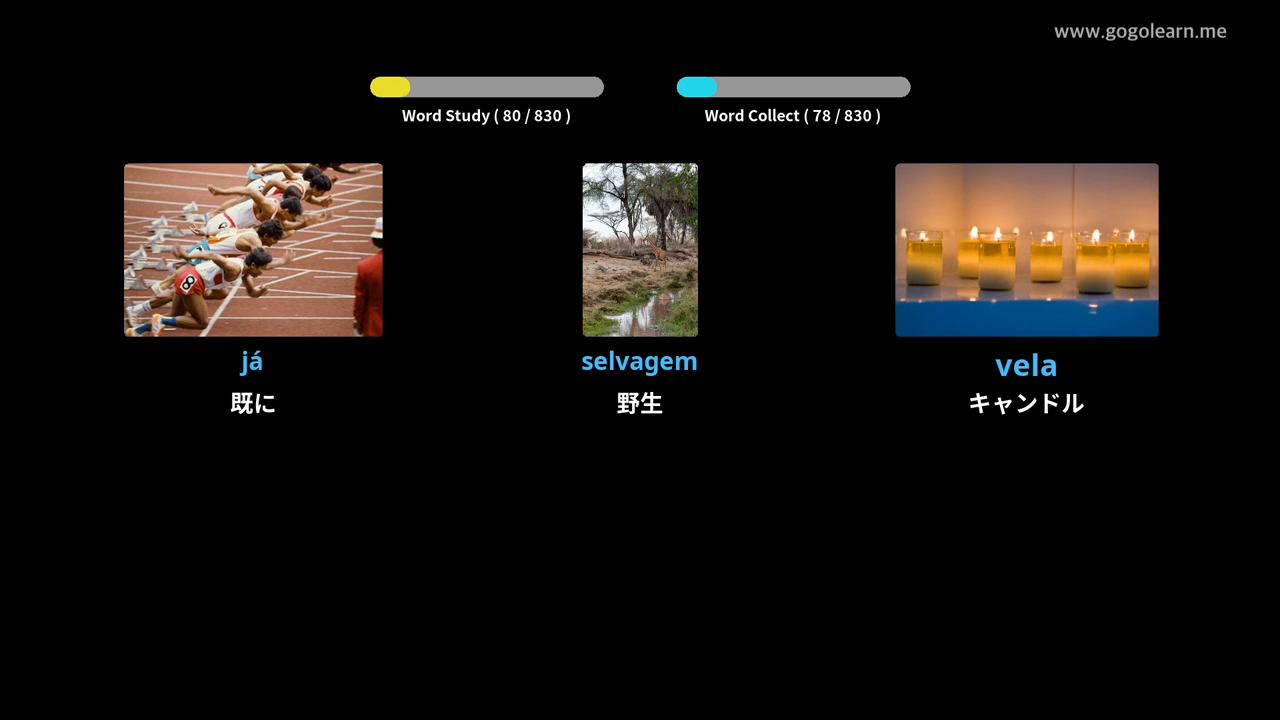 www.gogolearn.me
Word Study ( 80 / 830 )
Word Collect ( 78 / 830 )
já
既に
selvagem
野生
vela
キャンドル